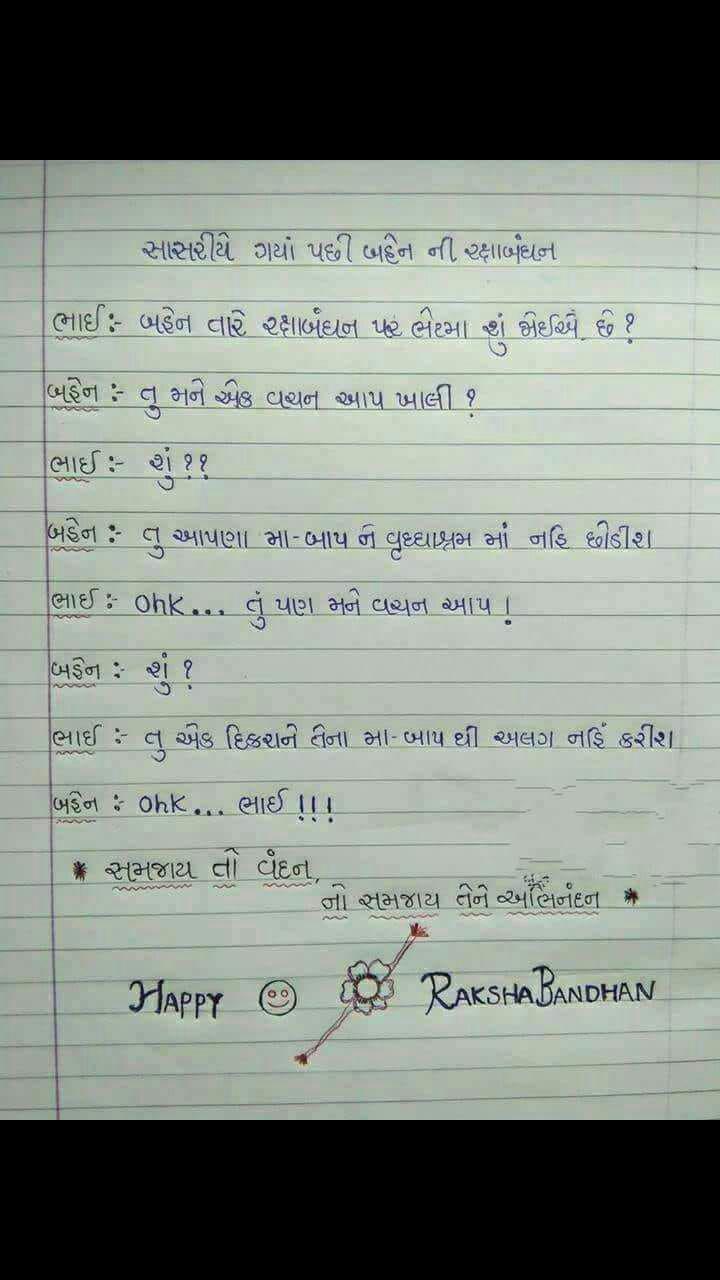 સાસરીયે ગયાં પછી બહેન ની રક્ષાબંધન
ભાઈ :- બહેન તારે રક્ષાબંધન પર ભેટમા શું જોઈએ છે ?
બહેન :- તુ મને એક વચન આપ ખાલી ?
ભાઈ :- શું ??
બહેન :- તુ આપણા મા-બાપ ને વૃધ્ધાશ્રમ માં નહિ છોડીશ
ભાઈ :- ohk... તું પણ મને વચન આપ !
બહેન :- શું ?
ભાઈ :- તુ એક દિકરાને તેના મા-બાપ થી અલગ નહિં કરીશ
બહેન :- ohk... ભાઈ !!!
* સમજાય તો વંદન,
નો સમજાય તેને અભિનંદન *
HAPPY RAKSHABANDHAN